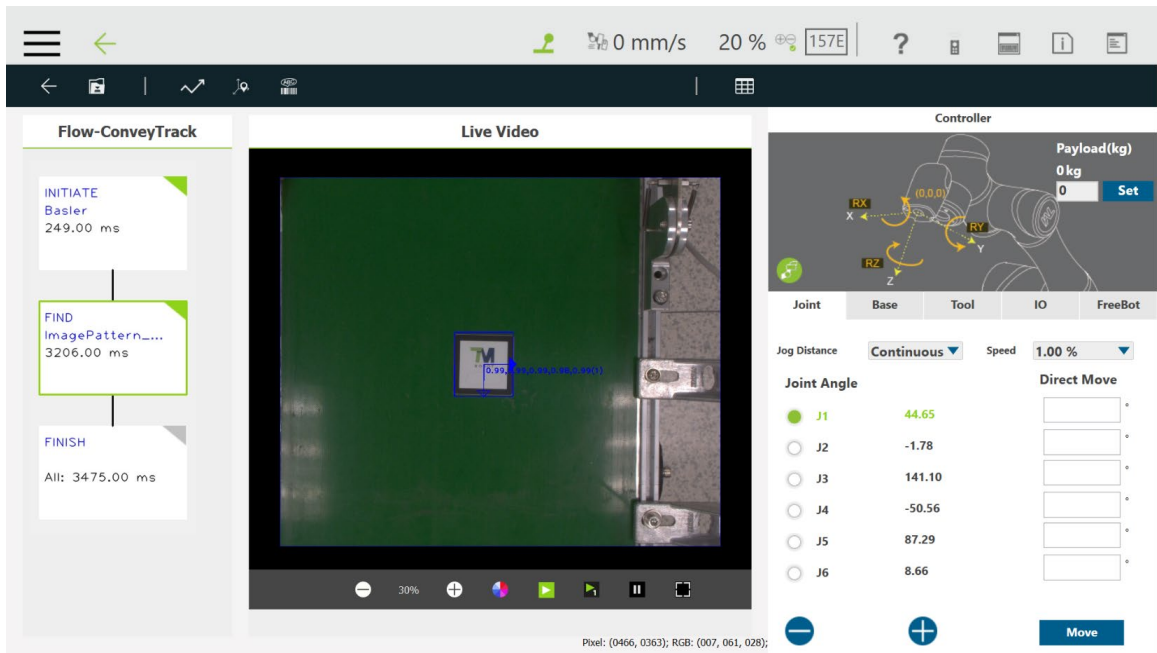 0 mm/s 20 % 157E ?
ABC
Flow-ConveyTrack
INITIATE
Basler
249.00 ms
FIND
ImagePattern_...
3206.00 ms
FINISH
All: 3475.00 ms
Live Video
TM
30%
1
Pixel: (0466, 0363); RGB: (007, 061, 028);
Controller
Payload(kg)
0 kg
0 Set
(0,0,0)
RX
X
RY
Y
RZ
Z
Joint Base Tool IO FreeBot
Jog Distance Continuous Speed 1.00 %
Joint Angle Direct Move
J1 44.65 °
J2 -1.78 °
J3 141.10 °
J4 -50.56 °
J5 87.29 °
J6 8.66 °
Move